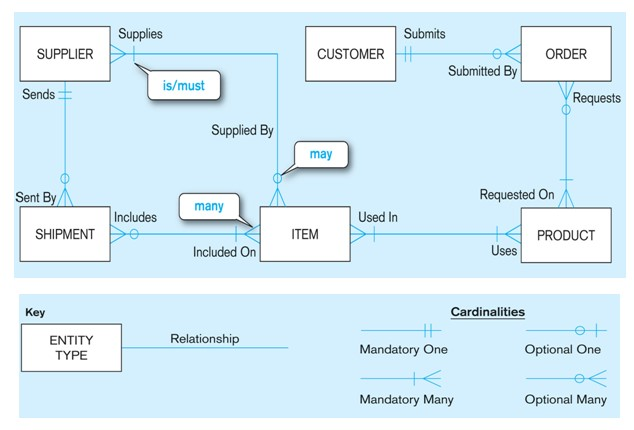 Supplies
Submits
SUPPLIER
CUSTOMER
ORDER
is/must
Submitted By
Sends
Requests
Supplied By
may
Sent By
many
Requested On
Includes
Used In
SHIPMENT
ITEM
PRODUCT
Included On
Uses
Key
Cardinalities
ENTITY
TYPE
Relationship
Mandatory One
Optional One
Mandatory Many
Optional Many